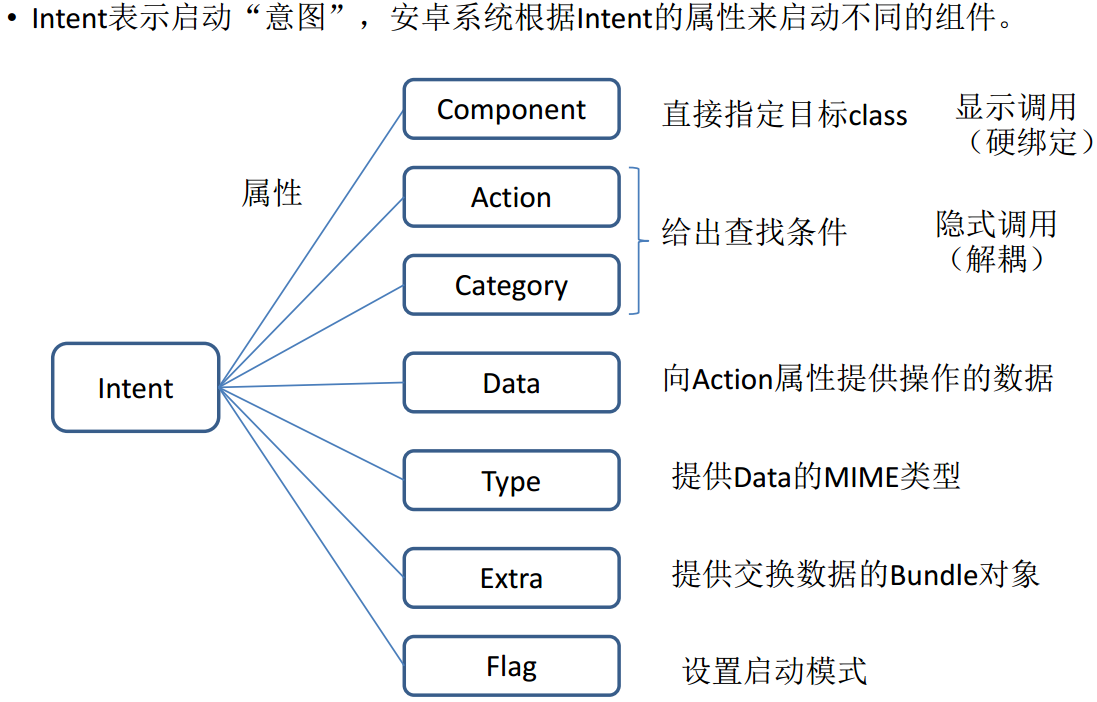 • Intent表示启动“意图”，安卓系统根据Intent的属性来启动不同的组件。
Component
直接指定目标class
显示调用
（硬绑定）
属性
Action
给出查找条件
隐式调用
（解耦）
Category
Intent
Data
向Action属性提供操作的数据
Type
提供Data的MIME类型
Extra
提供交换数据的Bundle对象
Flag
设置启动模式